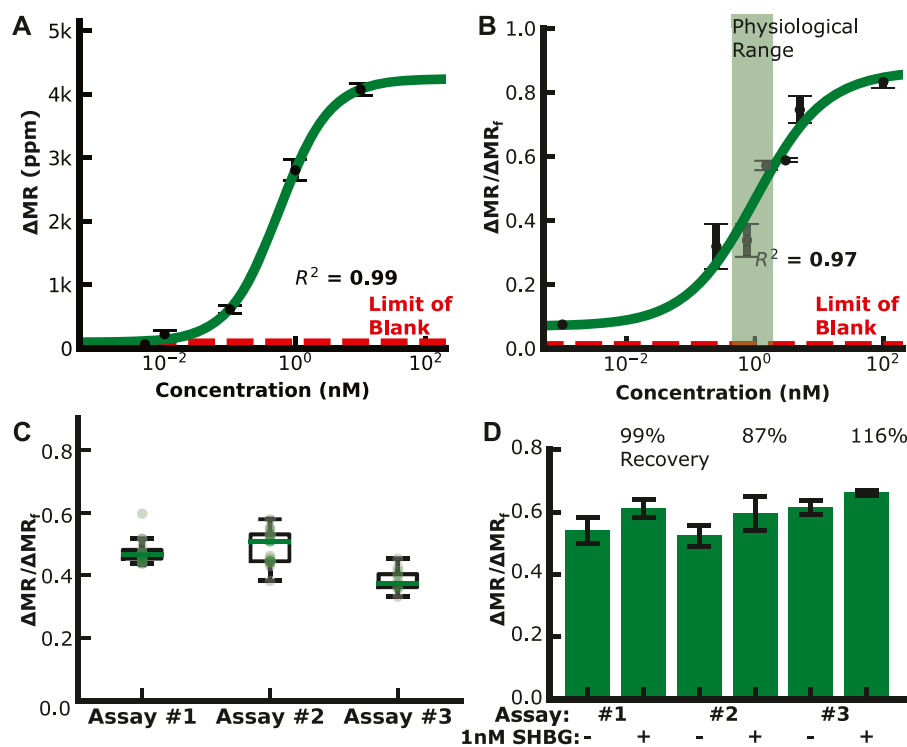 A
5k
4k
3k
2k
1k
0
ΔMR (ppm)
R² = 0.99
Limit of
Blank
10⁻²
10⁰
10²
Concentration (nM)
B
Physiological
Range
1.0
0.8
0.6
0.4
0.2
0.0
ΔMR/ΔMR_f
R² = 0.97
Limit of
Blank
10⁻²
10⁰
10²
Concentration (nM)
C
0.8
0.6
0.4
0.2
0.0
ΔMR/ΔMR_f
Assay #1 Assay #2 Assay #3
D
99% 87% 116%
Recovery
0.8
0.6
0.4
0.2
0.0
ΔMR/ΔMR_f
Assay: #1 #2 #3
1nM SHBG: - + - + - +